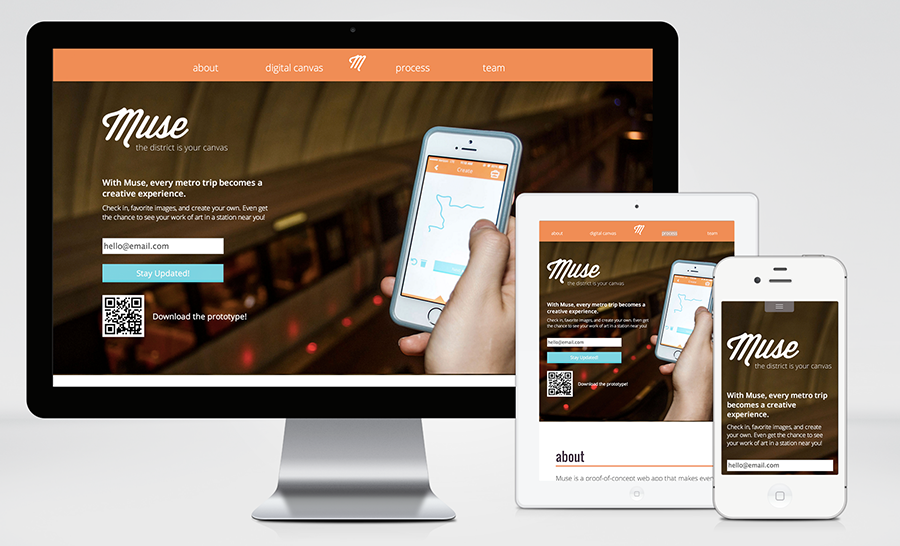 about digital canvas M process team
Muse
the district is your canvas
With Muse, every metro trip becomes a
creative experience.
Check in, favorite images, and create your own. Even get
the chance to see your work of art in a station near you!
hello@email.com
Stay Updated!
Download the prototype!
Create
about digital canvas M process team
Muse
the district is your canvas
With Muse, every metro trip becomes a
creative experience.
Check in, favorite images, and create your own. Even get
the chance to see your work of art in a station near you!
hello@email.com
Stay Updated!
Download the prototype!
Create
about
Muse is a proof-of-concept web app that makes ever
Muse
the district is your canvas
With Muse, every metro trip
becomes a creative
experience.
Check in, favorite images, and create
your own. Even get the chance to see
your work of art in a station near you!
hello@email.com